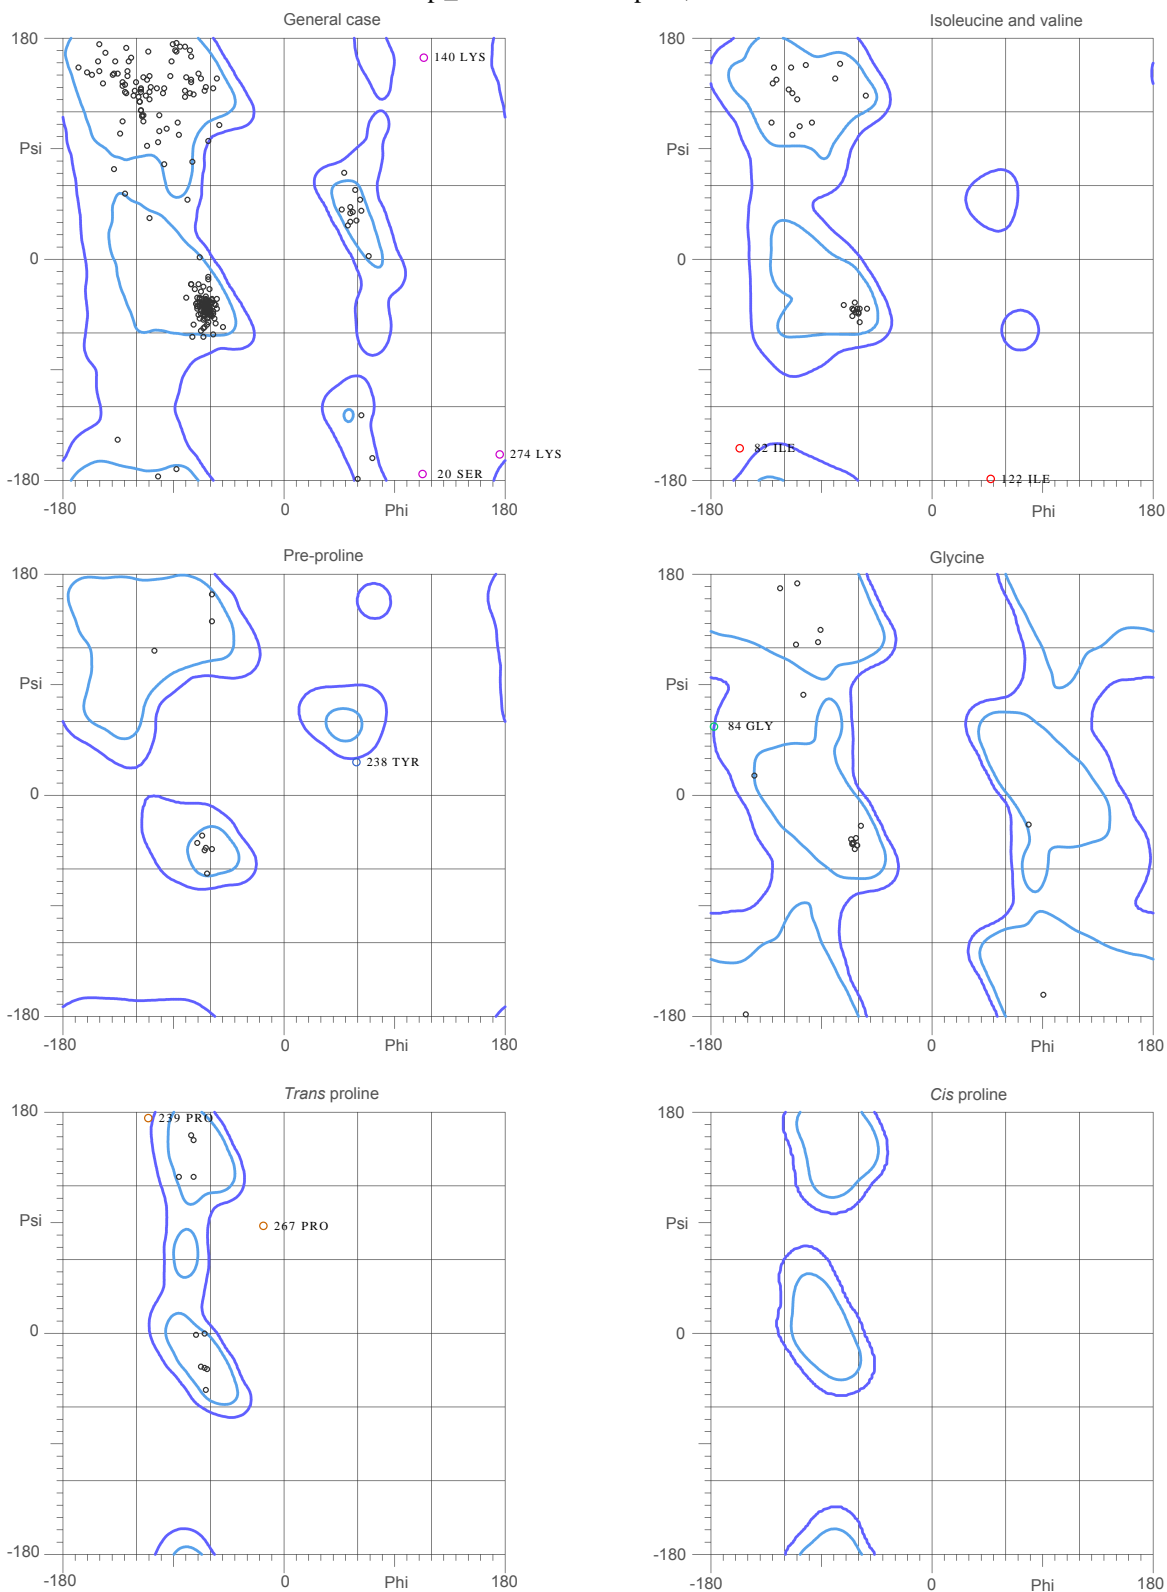 General case
Isoleucine and valine
180
140 LYS
Psi
0
274 LYS
20 SER
-180
-180
0
Phi
180
180
Psi
0
82 ILE
122 ILE
-180
-180
0
Phi
180
Pre-proline
Glycine
180
Psi
238 TYR
0
-180
-180
0
Phi
180
180
Psi
84 GLY
0
-180
-180
0
Phi
180
Trans proline
Cis proline
180
239 PRO
Psi
267 PRO
0
-180
-180
0
Phi
180
180
Psi
0
-180
-180
0
Phi
180